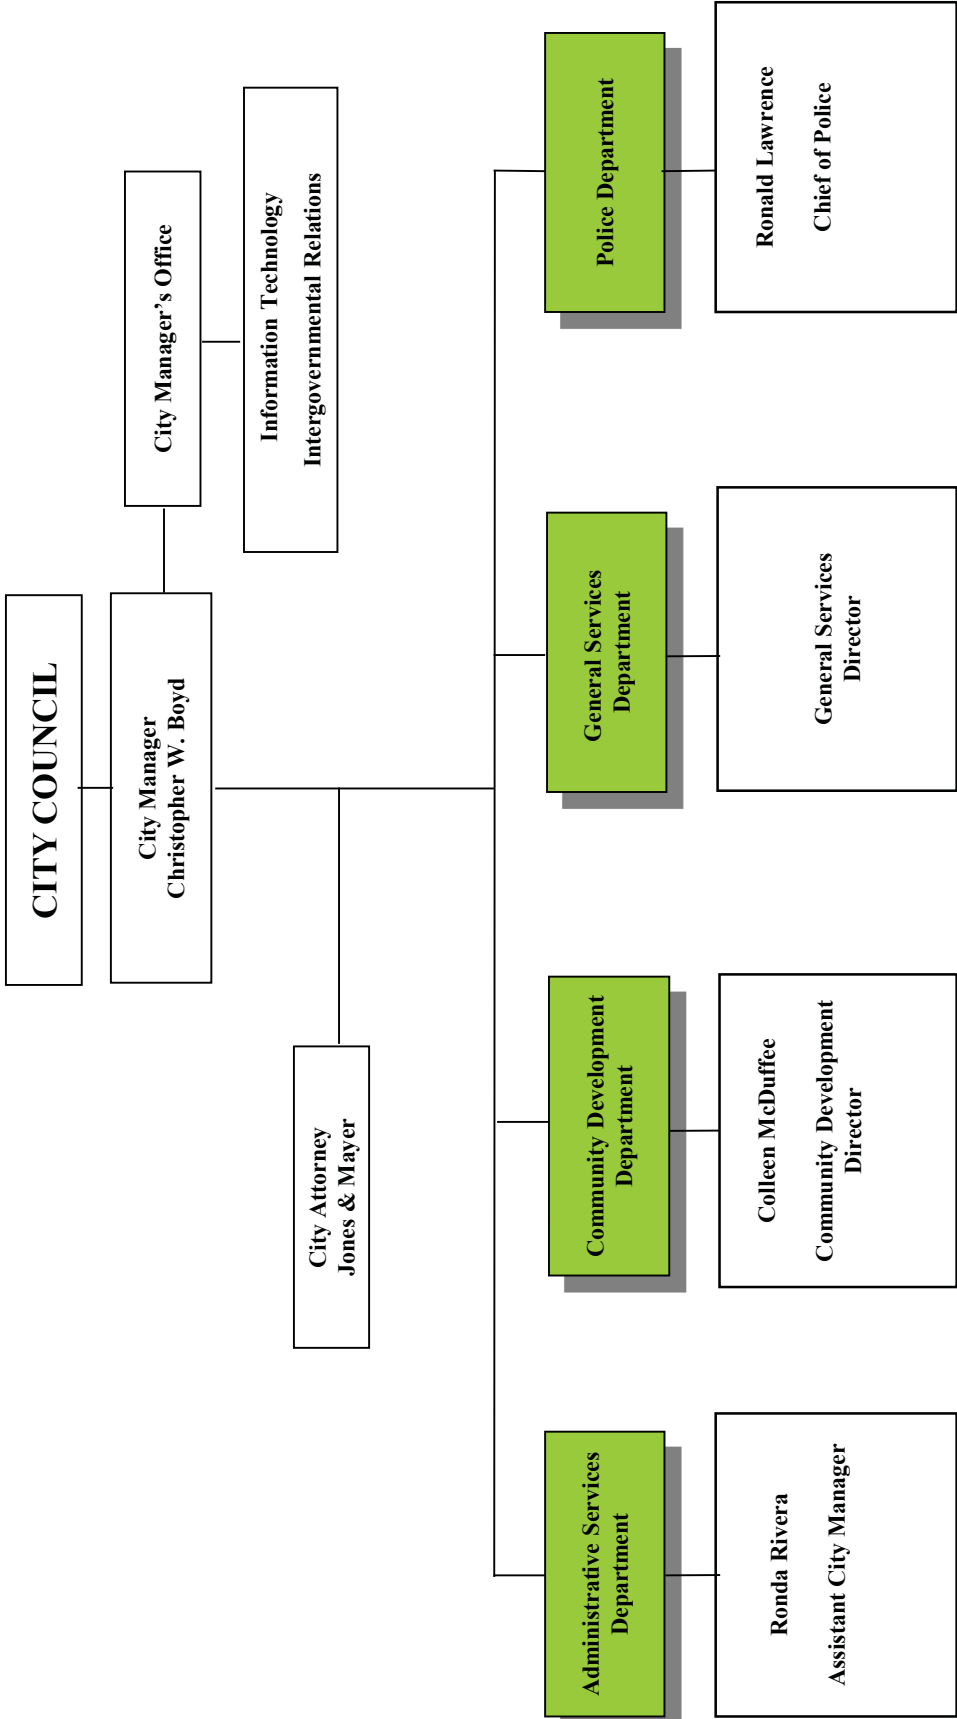 CITY COUNCIL
City Manager
Christopher W. Boyd
City Manager’s Office
Information Technology
Intergovernmental Relations
City Attorney
Jones & Mayer
Administrative Services
Department
Community Development
Department
General Services
Department
Police Department
Ronda Rivera
Assistant City Manager
Colleen McDuffee
Community Development
Director
General Services
Director
Ronald Lawrence
Chief of Police